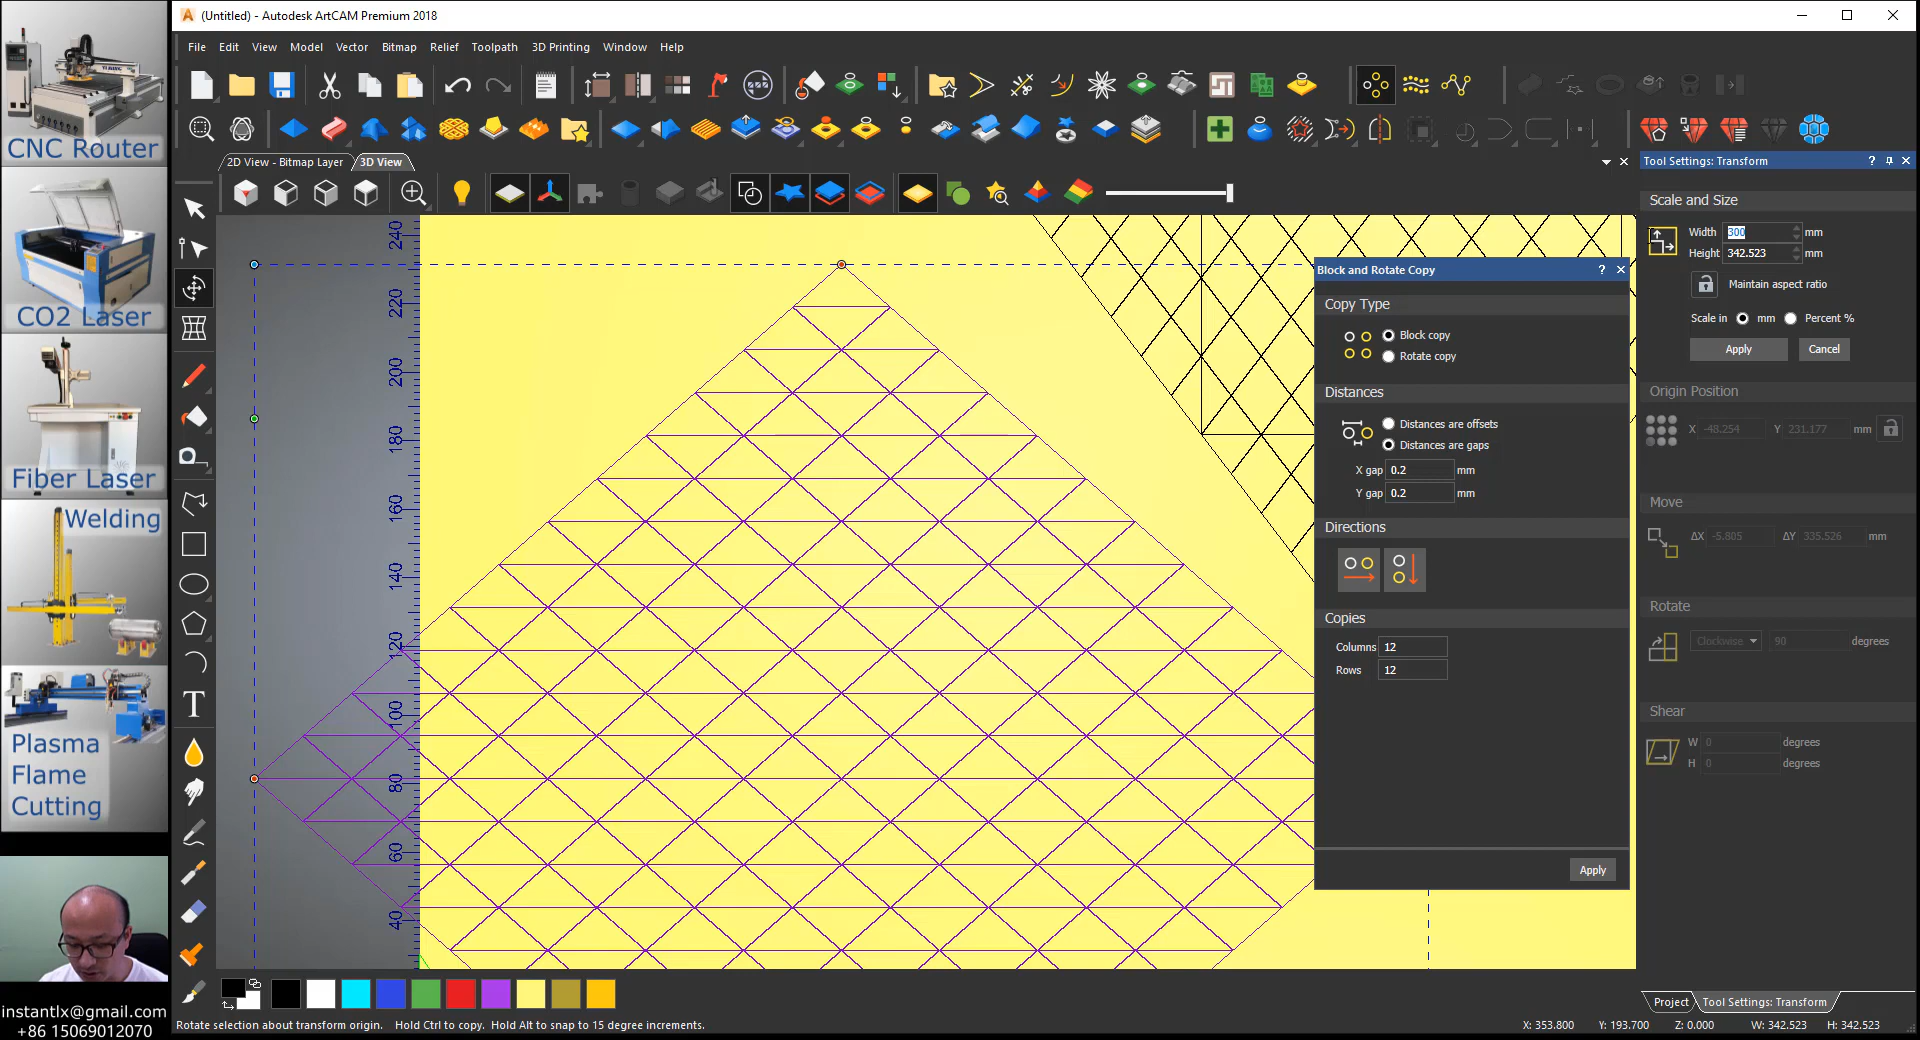 (Untitled) - Autodesk ArtCAM Premium 2018
File Edit View Model Vector Bitmap Relief Toolpath 3D Printing Window Help
CNC Router
CO2 Laser
Fiber Laser
Welding
Plasma
Flame
Cutting
instantlx@gmail.com
+86 15069012070
2D View - Bitmap Layer
3D View
240
220
200
180
160
140
120
100
80
60
40
Block and Rotate Copy ?
Copy Type
Block copy
Rotate copy
Distances
Distances are offsets
Distances are gaps
X gap 0.2 mm
Y gap 0.2 mm
Directions
Copies
Columns 12
Rows 12
Apply
Tool Settings: Transform ?
Scale and Size
Width 300 mm
Height 342.523 mm
Maintain aspect ratio
Scale in mm Percent %
Apply Cancel
Origin Position
X -48.254 Y 231.177 mm
Move
ΔX -5.805 ΔY 335.526 mm
Rotate
Clockwise 90 degrees
Shear
W 0 degrees
H 0 degrees
Project Tool Settings: Transform
Rotate selection about transform origin. Hold Ctrl to copy. Hold Alt to snap to 15 degree increments.
X: 353.800 Y: 193.700 Z: 0.000 W: 342.523 H: 342.523